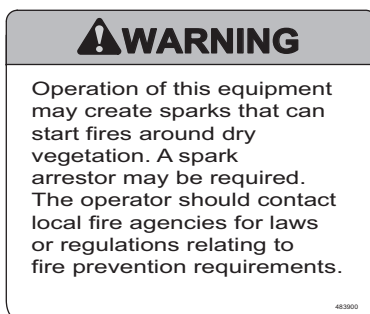 WARNING
Operation of this equipment
may create sparks that can
start fires around dry
vegetation. A spark
arrestor may be required.
The operator should contact
local fire agencies for laws
or regulations relating to
fire prevention requirements.
483900